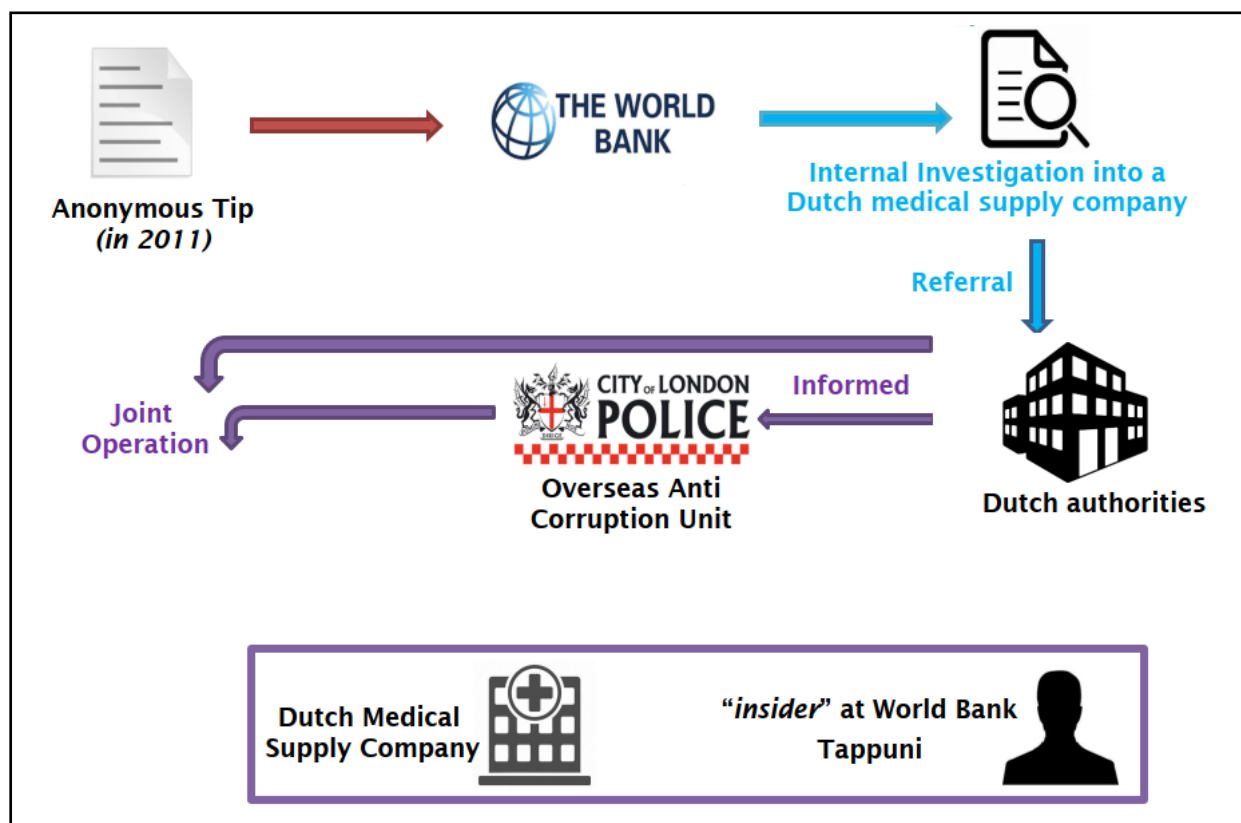 THE WORLD
BANK
Anonymous Tip
(in 2011)
Internal Investigation into a
Dutch medical supply company
Referral
Joint
Operation
CITY OF LONDON
POLICE
Informed
Overseas Anti
Corruption Unit
Dutch authorities
Dutch Medical
Supply Company
“insider” at World Bank
Tappuni